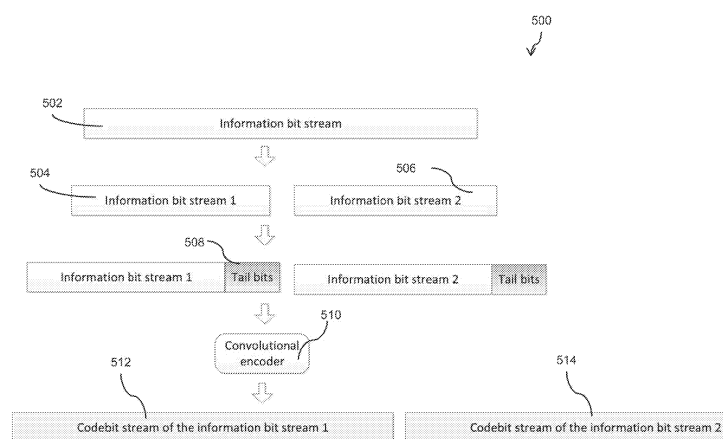 500
502
Information bit stream
504
506
Information bit stream 1
Information bit stream 2
508
Information bit stream 1
Tail bits
Information bit stream 2
Tail bits
510
Convolutional
encoder
512
514
Codebit stream of the information bit stream 1
Codebit stream of the information bit stream 2